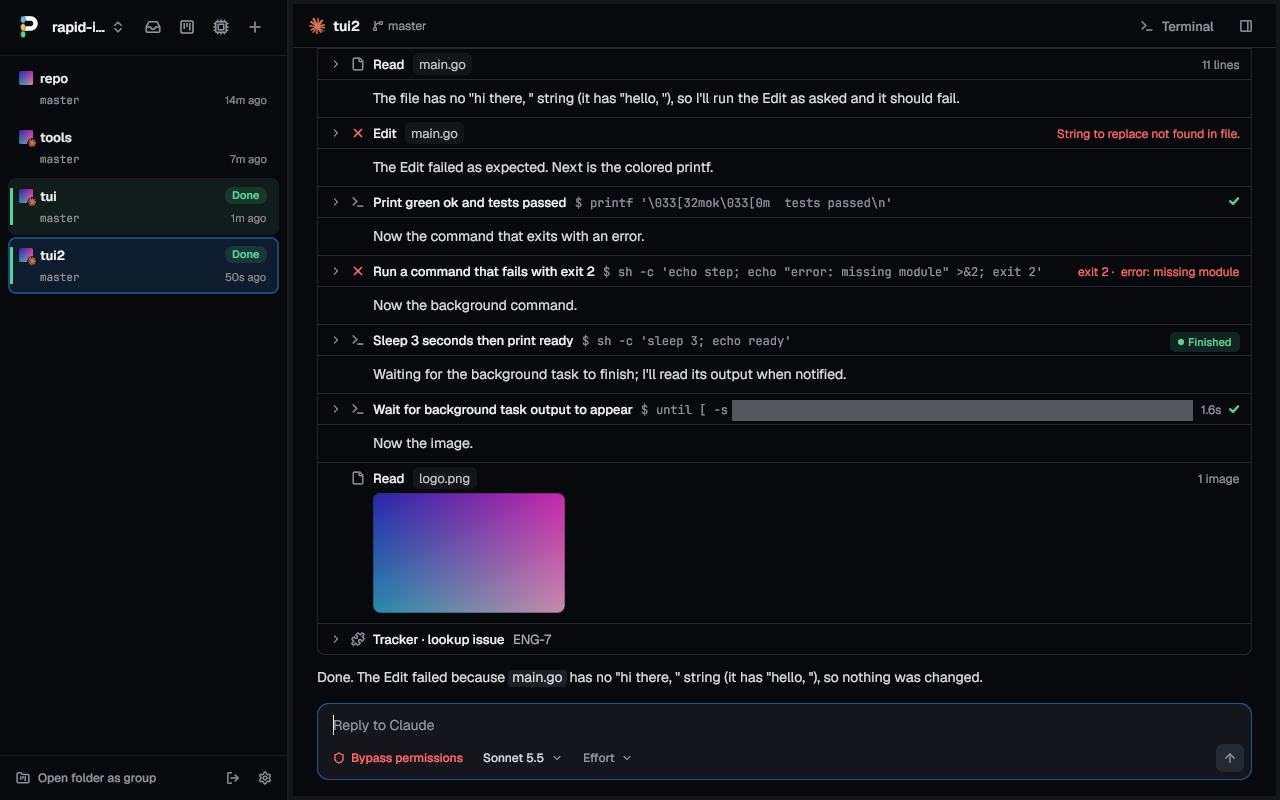 rapid-i...
repo
master 14m ago
tools
master 7m ago
tui Done
master 1m ago
tui2 Done
master 50s ago
Open folder as group
tui2 master Terminal
Read main.go 11 lines
The file has no "hi there, " string (it has "hello, "), so I'll run the Edit as asked and it should fail.
Edit main.go String to replace not found in file.
The Edit failed as expected. Next is the colored printf.
Print green ok and tests passed $ printf '\033[32mok\033[0m  tests passed\n'
Now the command that exits with an error.
Run a command that fails with exit 2 $ sh -c 'echo step; echo "error: missing module" >&2; exit 2' exit 2 · error: missing module
Now the background command.
Sleep 3 seconds then print ready $ sh -c 'sleep 3; echo ready' Finished
Waiting for the background task to finish; I'll read its output when notified.
Wait for background task output to appear $ until [ -s 1.6s
Now the image.
Read logo.png 1 image
Tracker · lookup issue ENG-7
Done. The Edit failed because main.go has no "hi there, " string (it has "hello, "), so nothing was changed.
Reply to Claude
Bypass permissions Sonnet 5.5 Effort